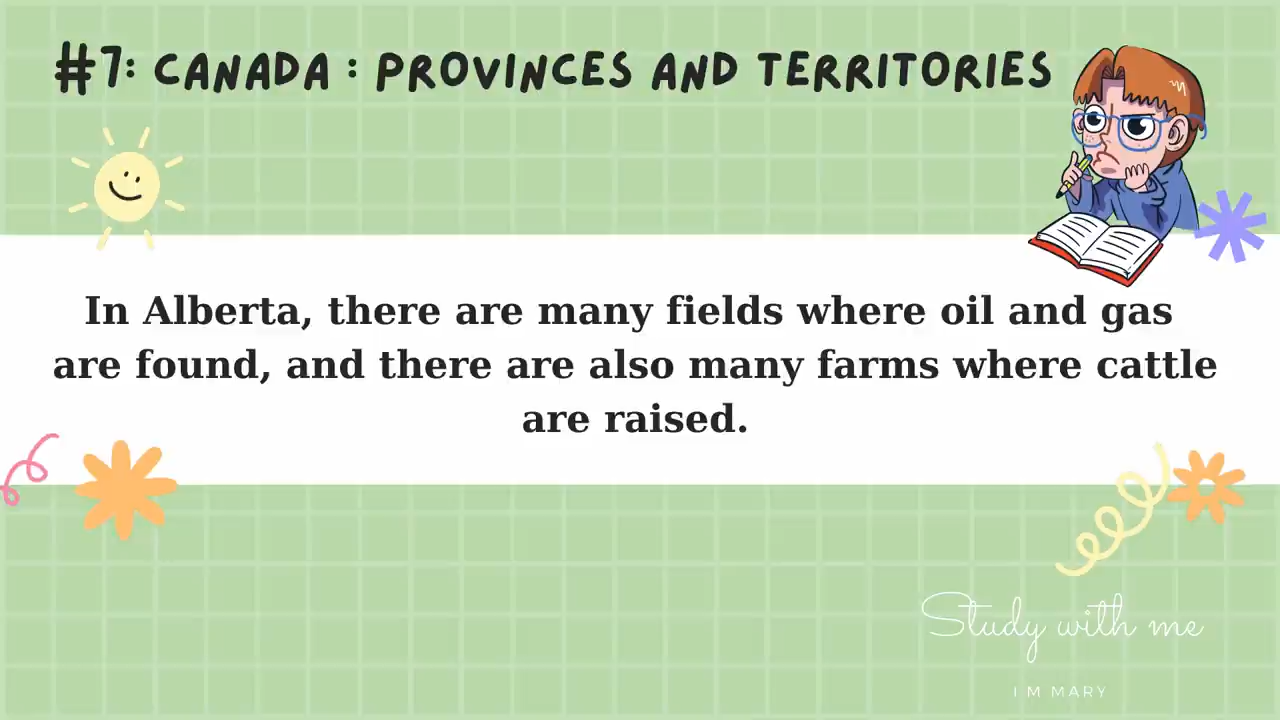 #7: CANADA : PROVINCES AND TERRITORIES
In Alberta, there are many fields where oil and gas
are found, and there are also many farms where cattle
are raised.
Study with me
I M MARY